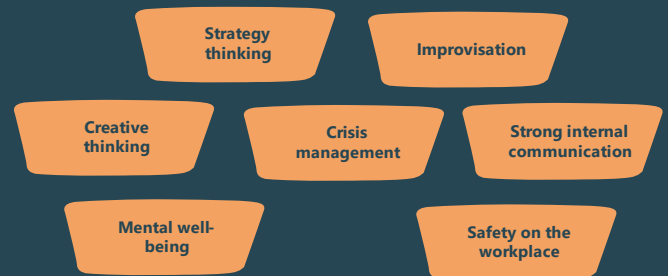 Strategy
thinking
Improvisation
Creative
thinking
Crisis
management
Strong internal
communication
Mental well-
being
Safety on the
workplace